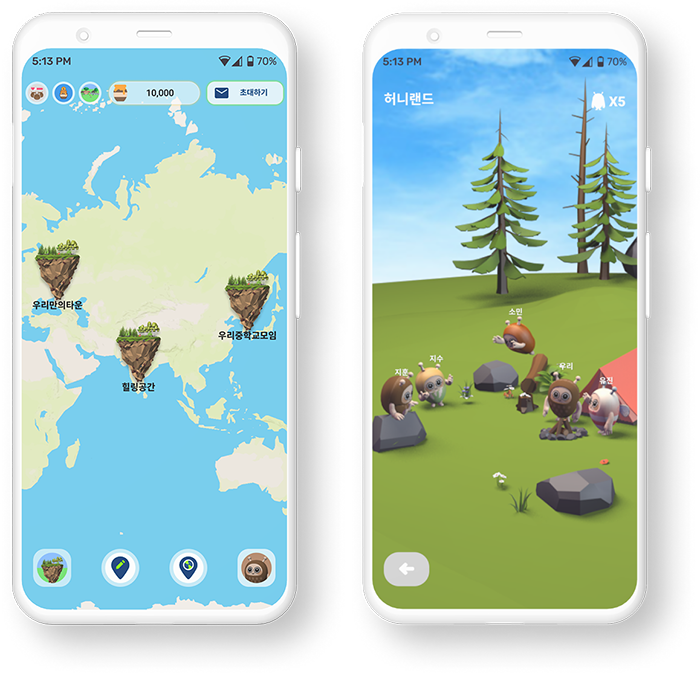 5:13 PM
70%
10,000
초대하기
우리만의타운
우리중학교모임
힐링공간
5:13 PM
70%
허니랜드
X5
소민
지수
지훈
우리
유진